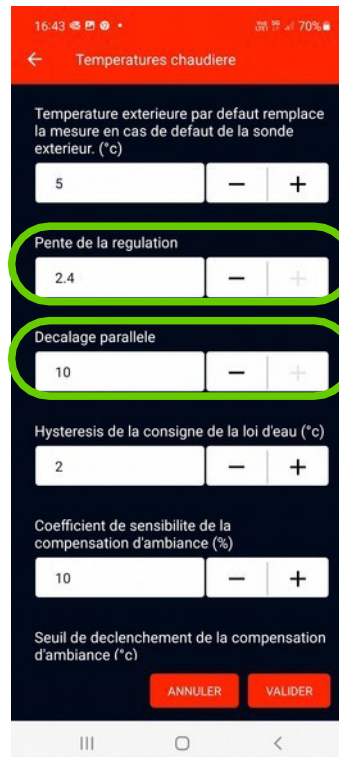 16:43 70%
Temperatures chaudiere
Temperature exterieure par defaut remplace
la mesure en cas de defaut de la sonde
exterieur. (°c)
5
Pente de la regulation
2.4
Decalage parallele
10
Hysteresis de la consigne de la loi d'eau (°c)
2
Coefficient de sensibilite de la
compensation d'ambiance (%)
10
Seuil de declenchement de la compensation
d'ambiance (°c)
ANNULER VALIDER